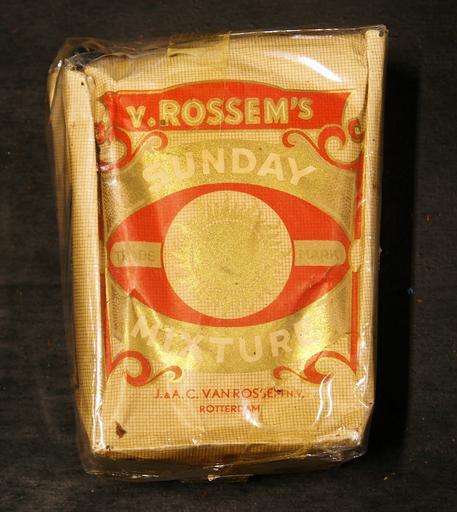 V. ROSSEM'S
SUNDAY
TRADE MARK
MIXTURE
J. & A. C. VAN ROSSEM N.V.
ROTTERDAM